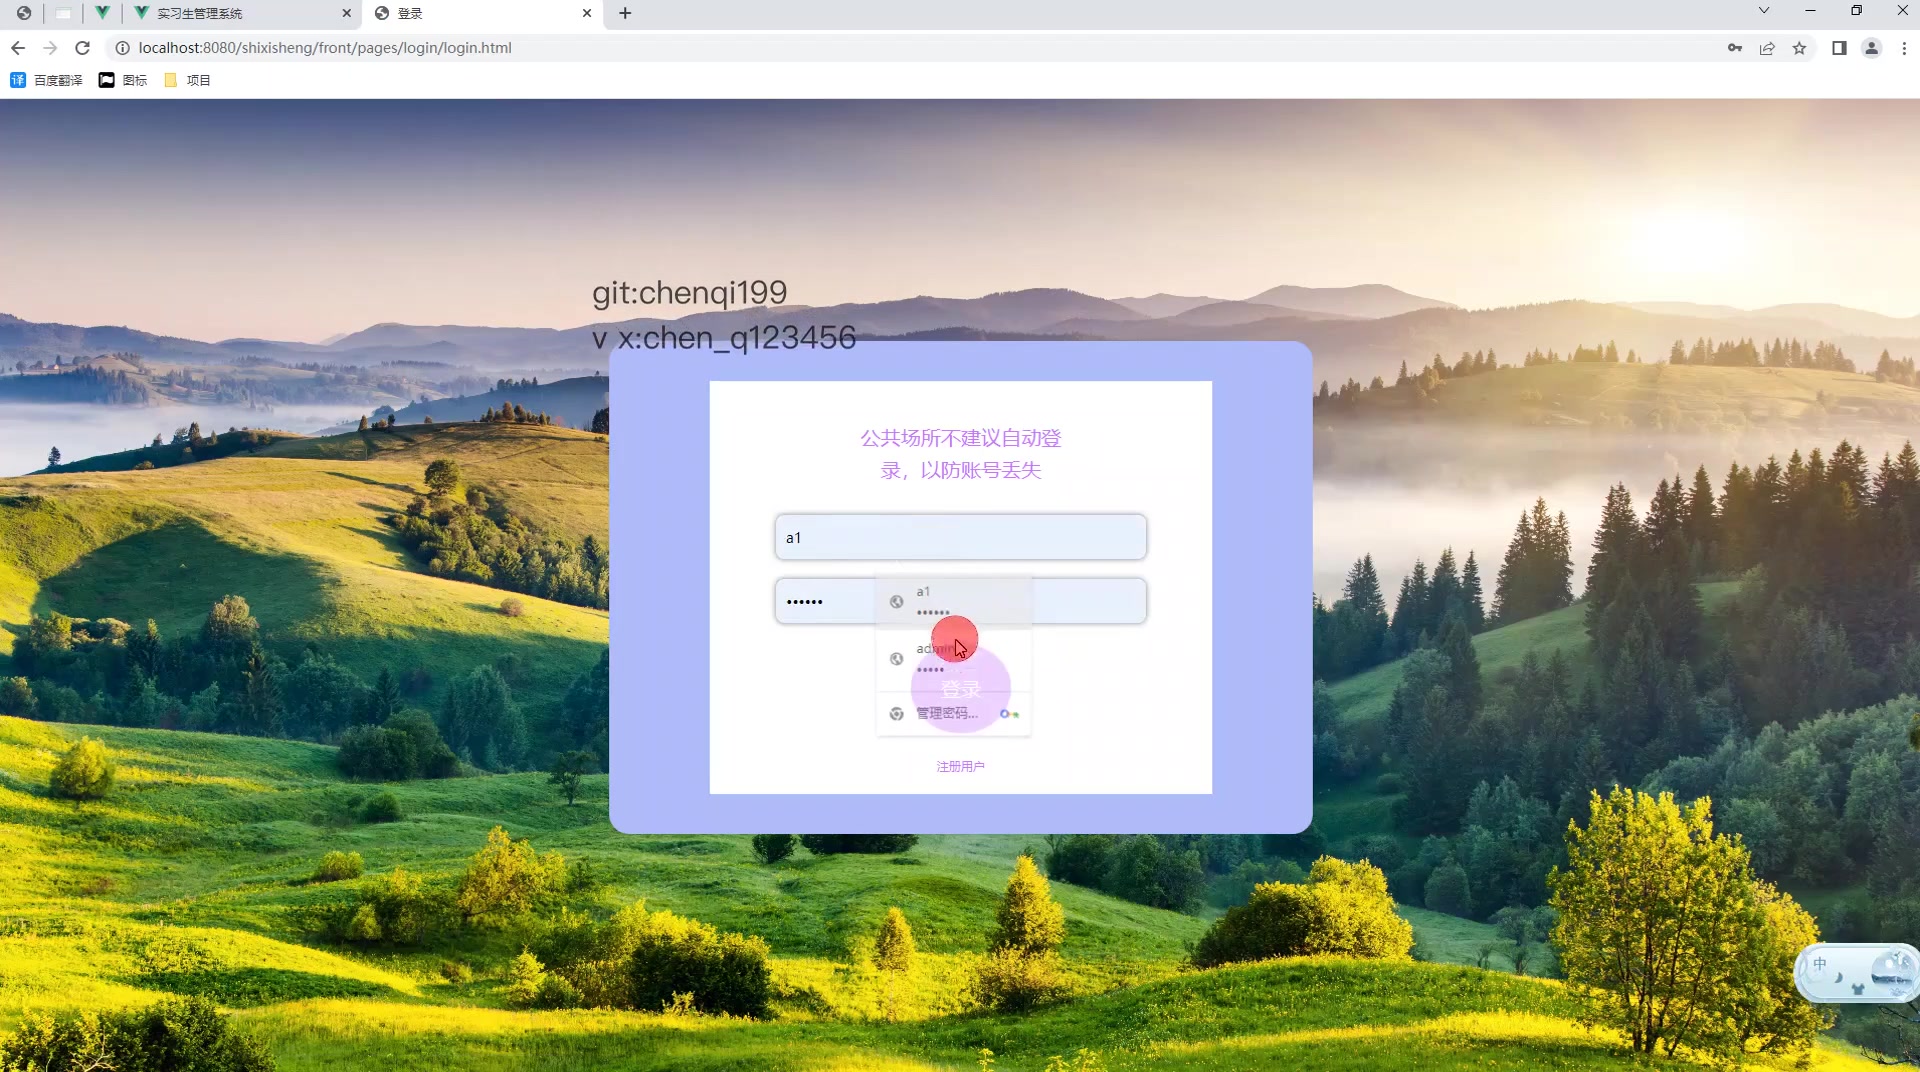 实习生管理系统
登录
localhost:8080/shixisheng/front/pages/login/login.html
百度翻译
图标
项目
git:chenqi199
v x:chen_q123456
公共场所不建议自动登
录，以防账号丢失
a1
••••••
a1
••••••
admin
•••••
登录
管理密码...
注册用户
中